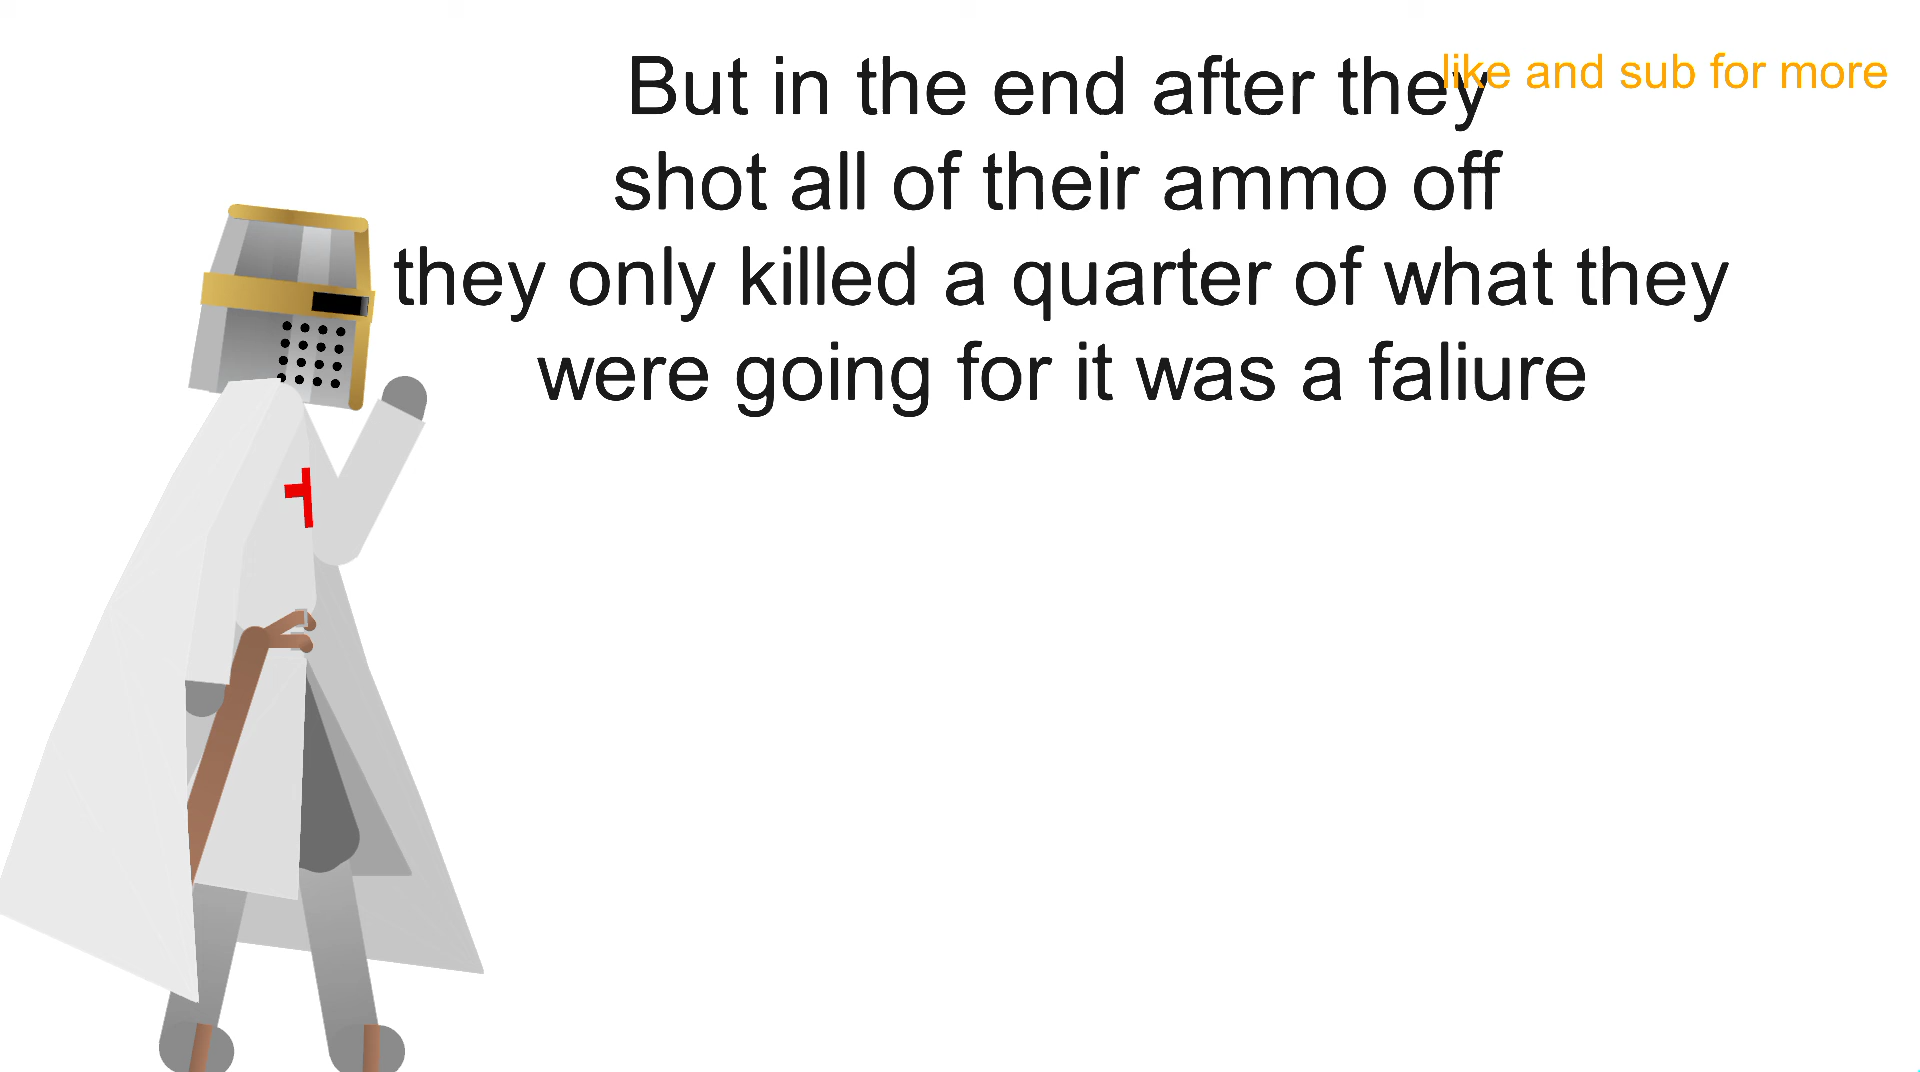 But in the end after they
like and sub for more
shot all of their ammo off
they only killed a quarter of what they
were going for it was a faliure